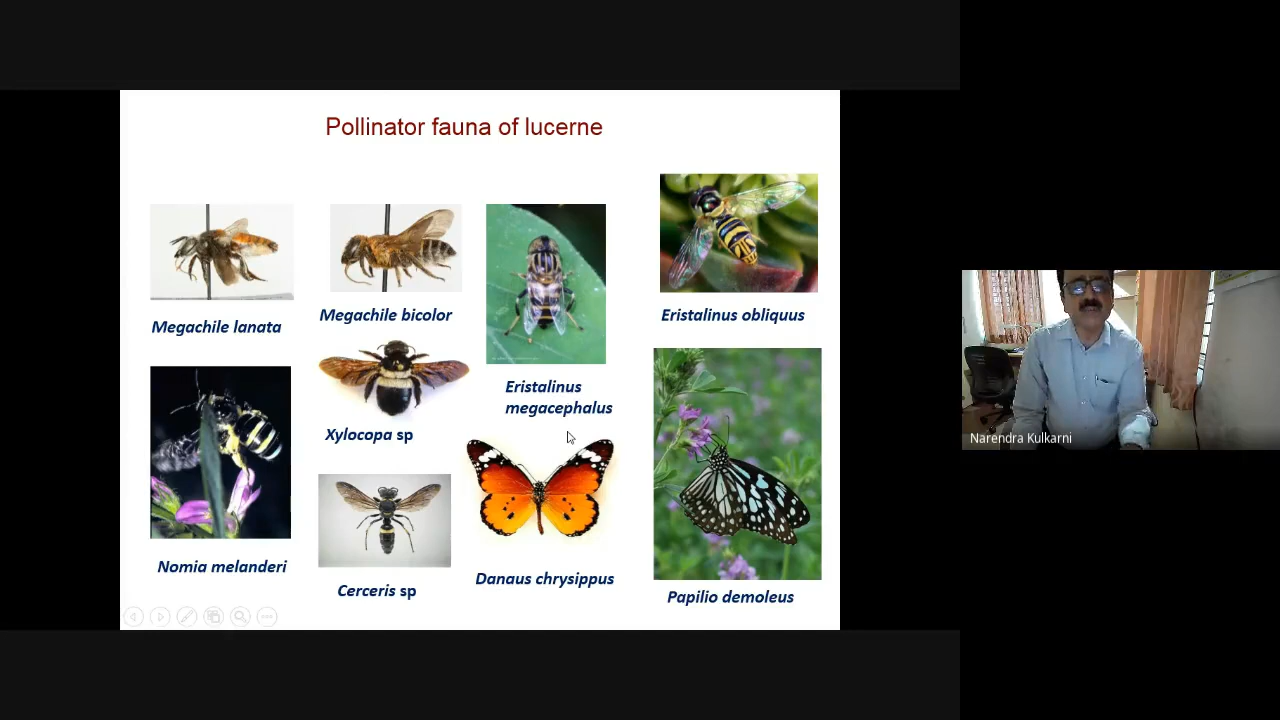 Pollinator fauna of lucerne
Megachile lanata
Megachile bicolor
Eristalinus obliquus
Eristalinus
megacephalus
Xylocopa sp
Nomia melanderi
Cerceris sp
Danaus chrysippus
Papilio demoleus
Narendra Kulkarni